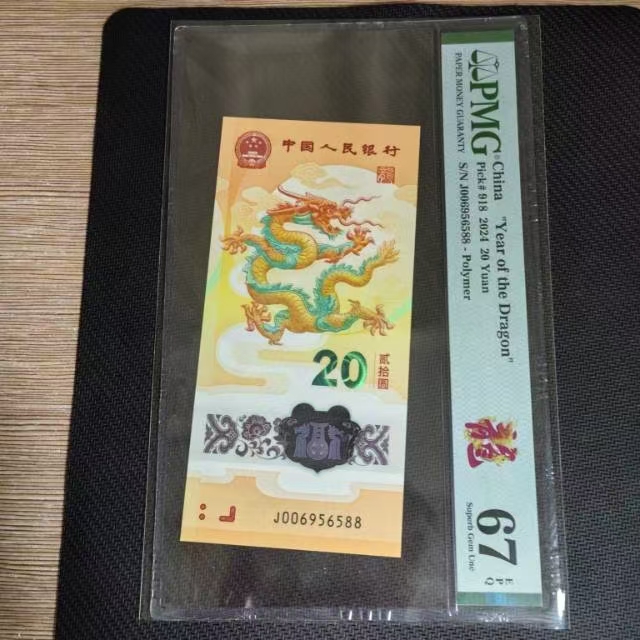 中国人民银行
20
贰拾圆
J006956588
PMG®
PAPER MONEY GUARANTY
China
"Year of the Dragon"
Pick# 918 2024 20 Yuan
S/N J006956588 - Polymer
67
EPQ
Superb Gem Unc